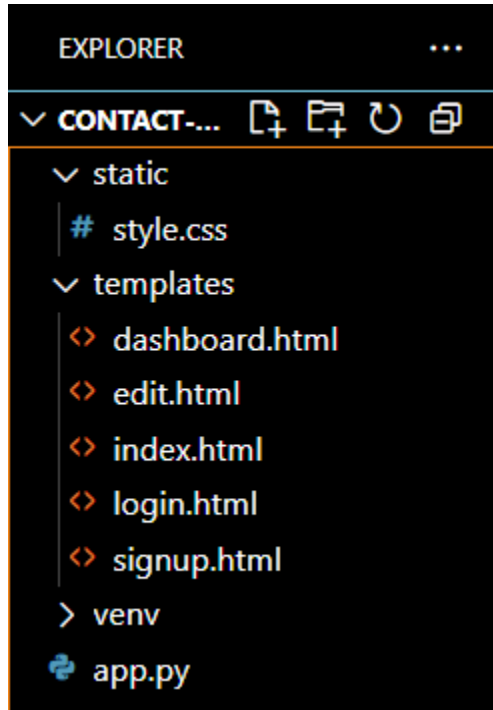 EXPLORER ...
CONTACT-...
static
# style.css
templates
<> dashboard.html
<> edit.html
<> index.html
<> login.html
<> signup.html
venv
app.py